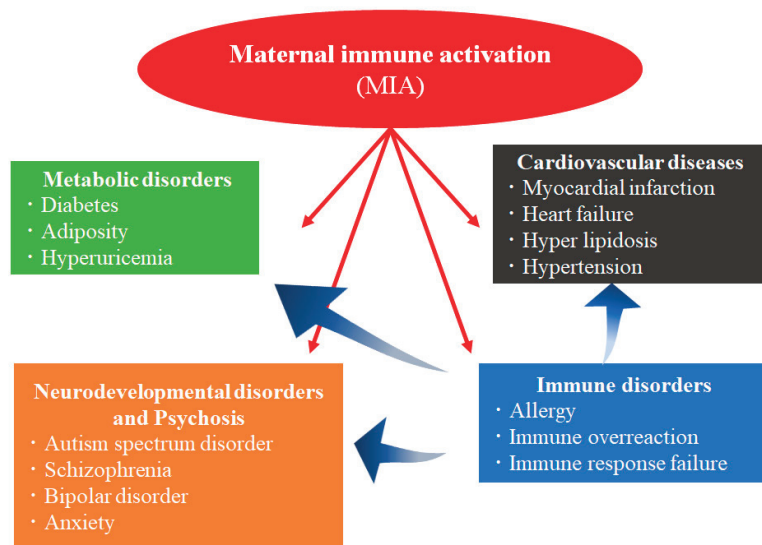 Maternal immune activation
(MIA)
Metabolic disorders
・Diabetes
・Adiposity
・Hyperuricemia
Cardiovascular diseases
・Myocardial infarction
・Heart failure
・Hyper lipidosis
・Hypertension
Neurodevelopmental disorders
and Psychosis
・Autism spectrum disorder
・Schizophrenia
・Bipolar disorder
・Anxiety
Immune disorders
・Allergy
・Immune overreaction
・Immune response failure